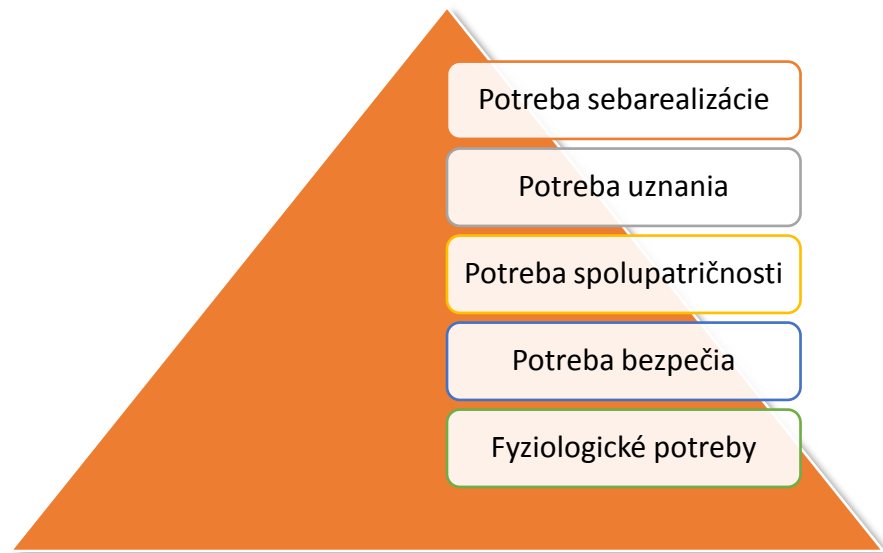 Potreba sebarealizácie
Potreba uznania
Potreba spolupatričnosti
Potreba bezpečia
Fyziologické potreby